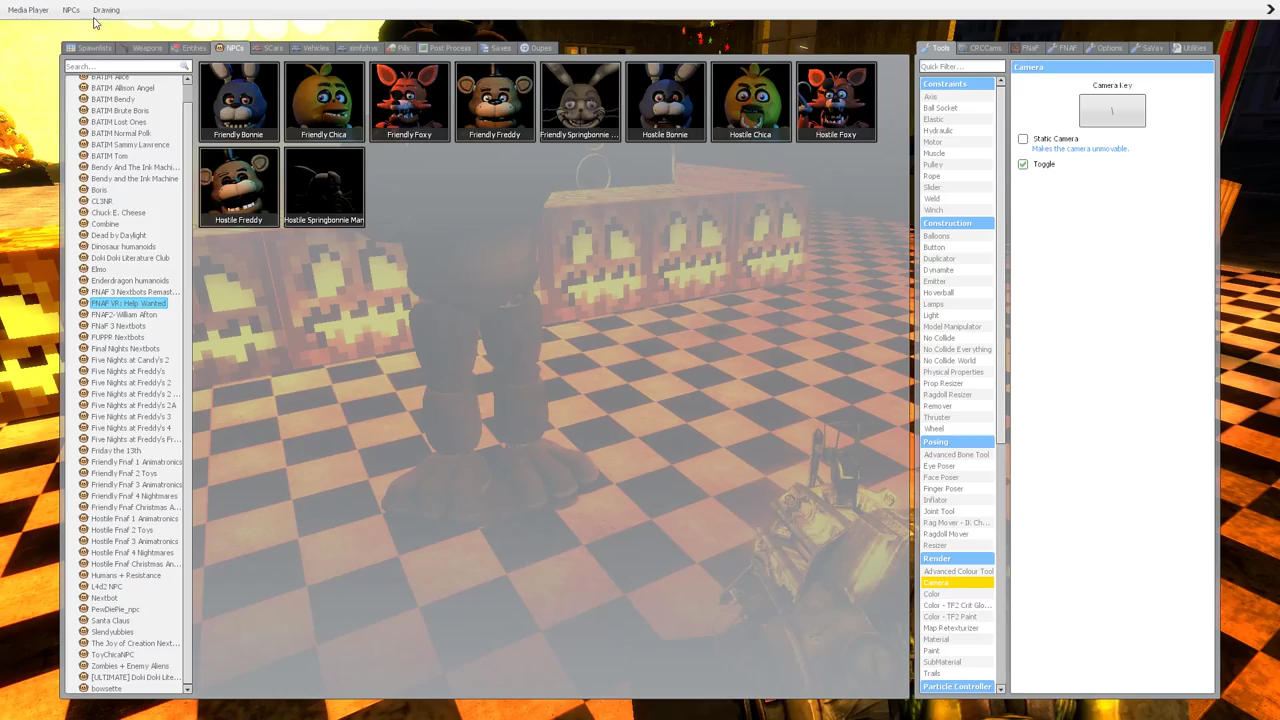 Media Player NPCs Drawing
Spawnlists Weapons Entities NPCs SCars Vehicles simfphys Pills Post Process Saves Dupes
Search...
BATIM Alice
BATIM Allison Angel
BATIM Bendy
BATIM Brute Boris
BATIM Lost Ones
BATIM Normal Polk
BATIM Sammy Lawrence
BATIM Tom
Bendy And The Ink Machi...
Bendy and the Ink Machine
Boris
CL3NR
Chuck E. Cheese
Combine
Dead by Daylight
Dinosaur humanoids
Doki Doki Literature Club
Elmo
Enderdragon humanoids
FNAF 3 Nextbots Remast...
FNAF VR: Help Wanted
FNAF2- William Afton
FNaF 3 Nextbots
FUPPR Nextbots
Final Nights Nextbots
Five Nights at Candy's 2
Five Nights at Freddy's
Five Nights at Freddy's 2
Five Nights at Freddy's 2 ...
Five Nights at Freddy's 2A
Five Nights at Freddy's 3
Five Nights at Freddy's 4
Five Nights at Freddy's Fr...
Friday the 13th
Friendly Fnaf 1 Animatronics
Friendly Fnaf 2 Toys
Friendly Fnaf 3 Animatronics
Friendly Fnaf 4 Nightmares
Friendly Fnaf Christmas A...
Hostile Fnaf 1 Animatronics
Hostile Fnaf 2 Toys
Hostile Fnaf 3 Animatronics
Hostile Fnaf 4 Nightmares
Hostile Fnaf Christmas An...
Humans + Resistance
L4d2 NPC
Nextbot
PewDiePie_npc
Santa Claus
Slendyubbies
The Joy of Creation Next...
ToyChicaNPC
Zombies + Enemy Aliens
[ULTIMATE] Doki Doki Lite...
bowsette
Friendly Bonnie Friendly Chica Friendly Foxy Friendly Freddy Friendly Springbonnie ... Hostile Bonnie Hostile Chica Hostile Foxy
Hostile Freddy Hostile Springbonnie Man
Tools CRCCams FNaF FNAF Options SaVav Utilities
Quick Filter...
Constraints
Axis
Ball Socket
Elastic
Hydraulic
Motor
Muscle
Pulley
Rope
Slider
Weld
Winch
Construction
Balloons
Button
Duplicator
Dynamite
Emitter
Hoverball
Lamps
Light
Model Manipulator
No Collide
No Collide Everything
No Collide World
Physical Properties
Prop Resizer
Ragdoll Resizer
Remover
Thruster
Wheel
Posing
Advanced Bone Tool
Eye Poser
Face Poser
Finger Poser
Inflator
Joint Tool
Rag Mover - IK Ch...
Ragdoll Mover
Resizer
Render
Advanced Colour Tool
Camera
Color
Color - TF2 Crit Glo...
Color - TF2 Paint
Map Retexturizer
Material
Paint
SubMaterial
Trails
Particle Controller
Camera
Camera Key
\
Static Camera
Makes the camera unmovable.
Toggle